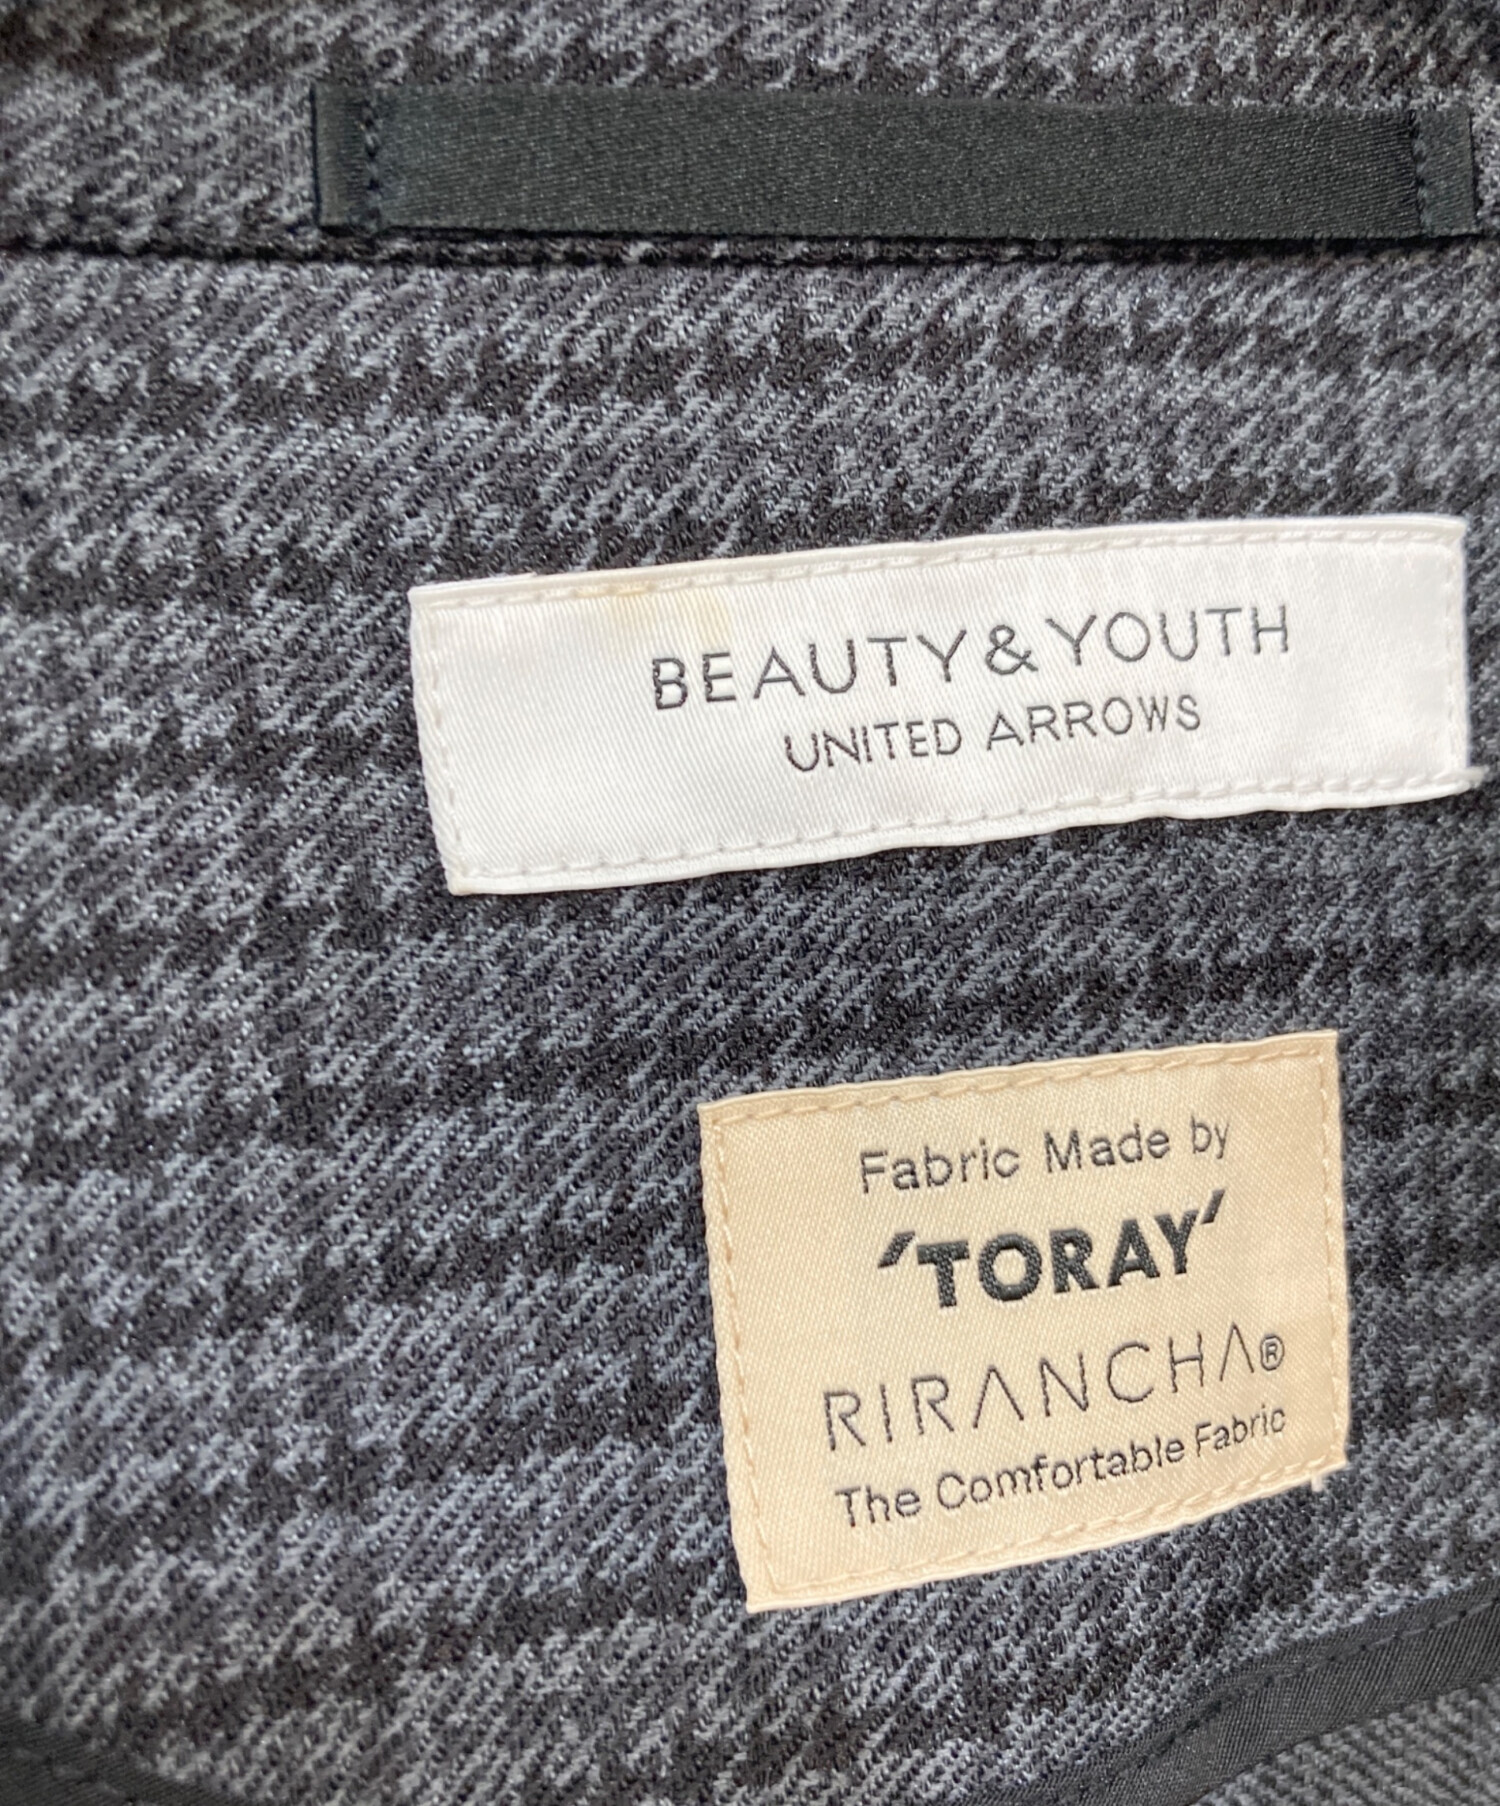 BEAUTY&YOUTH
UNITED ARROWS
Fabric Made by
'TORAY'
RIRANCHA®
The Comfortable Fabric